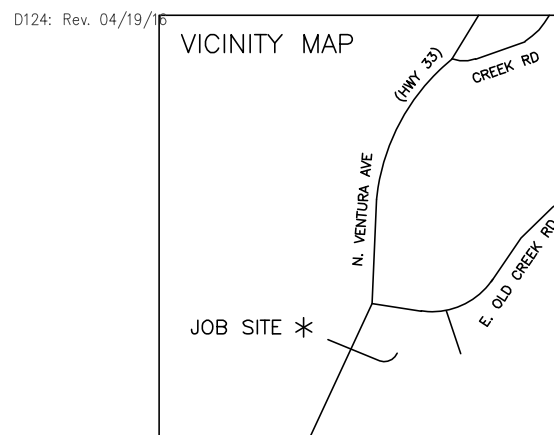 D124: Rev. 04/19/16
VICINITY MAP
(HWY 33)
CREEK RD
N. VENTURA AVE
E. OLD CREEK RD
JOB SITE *